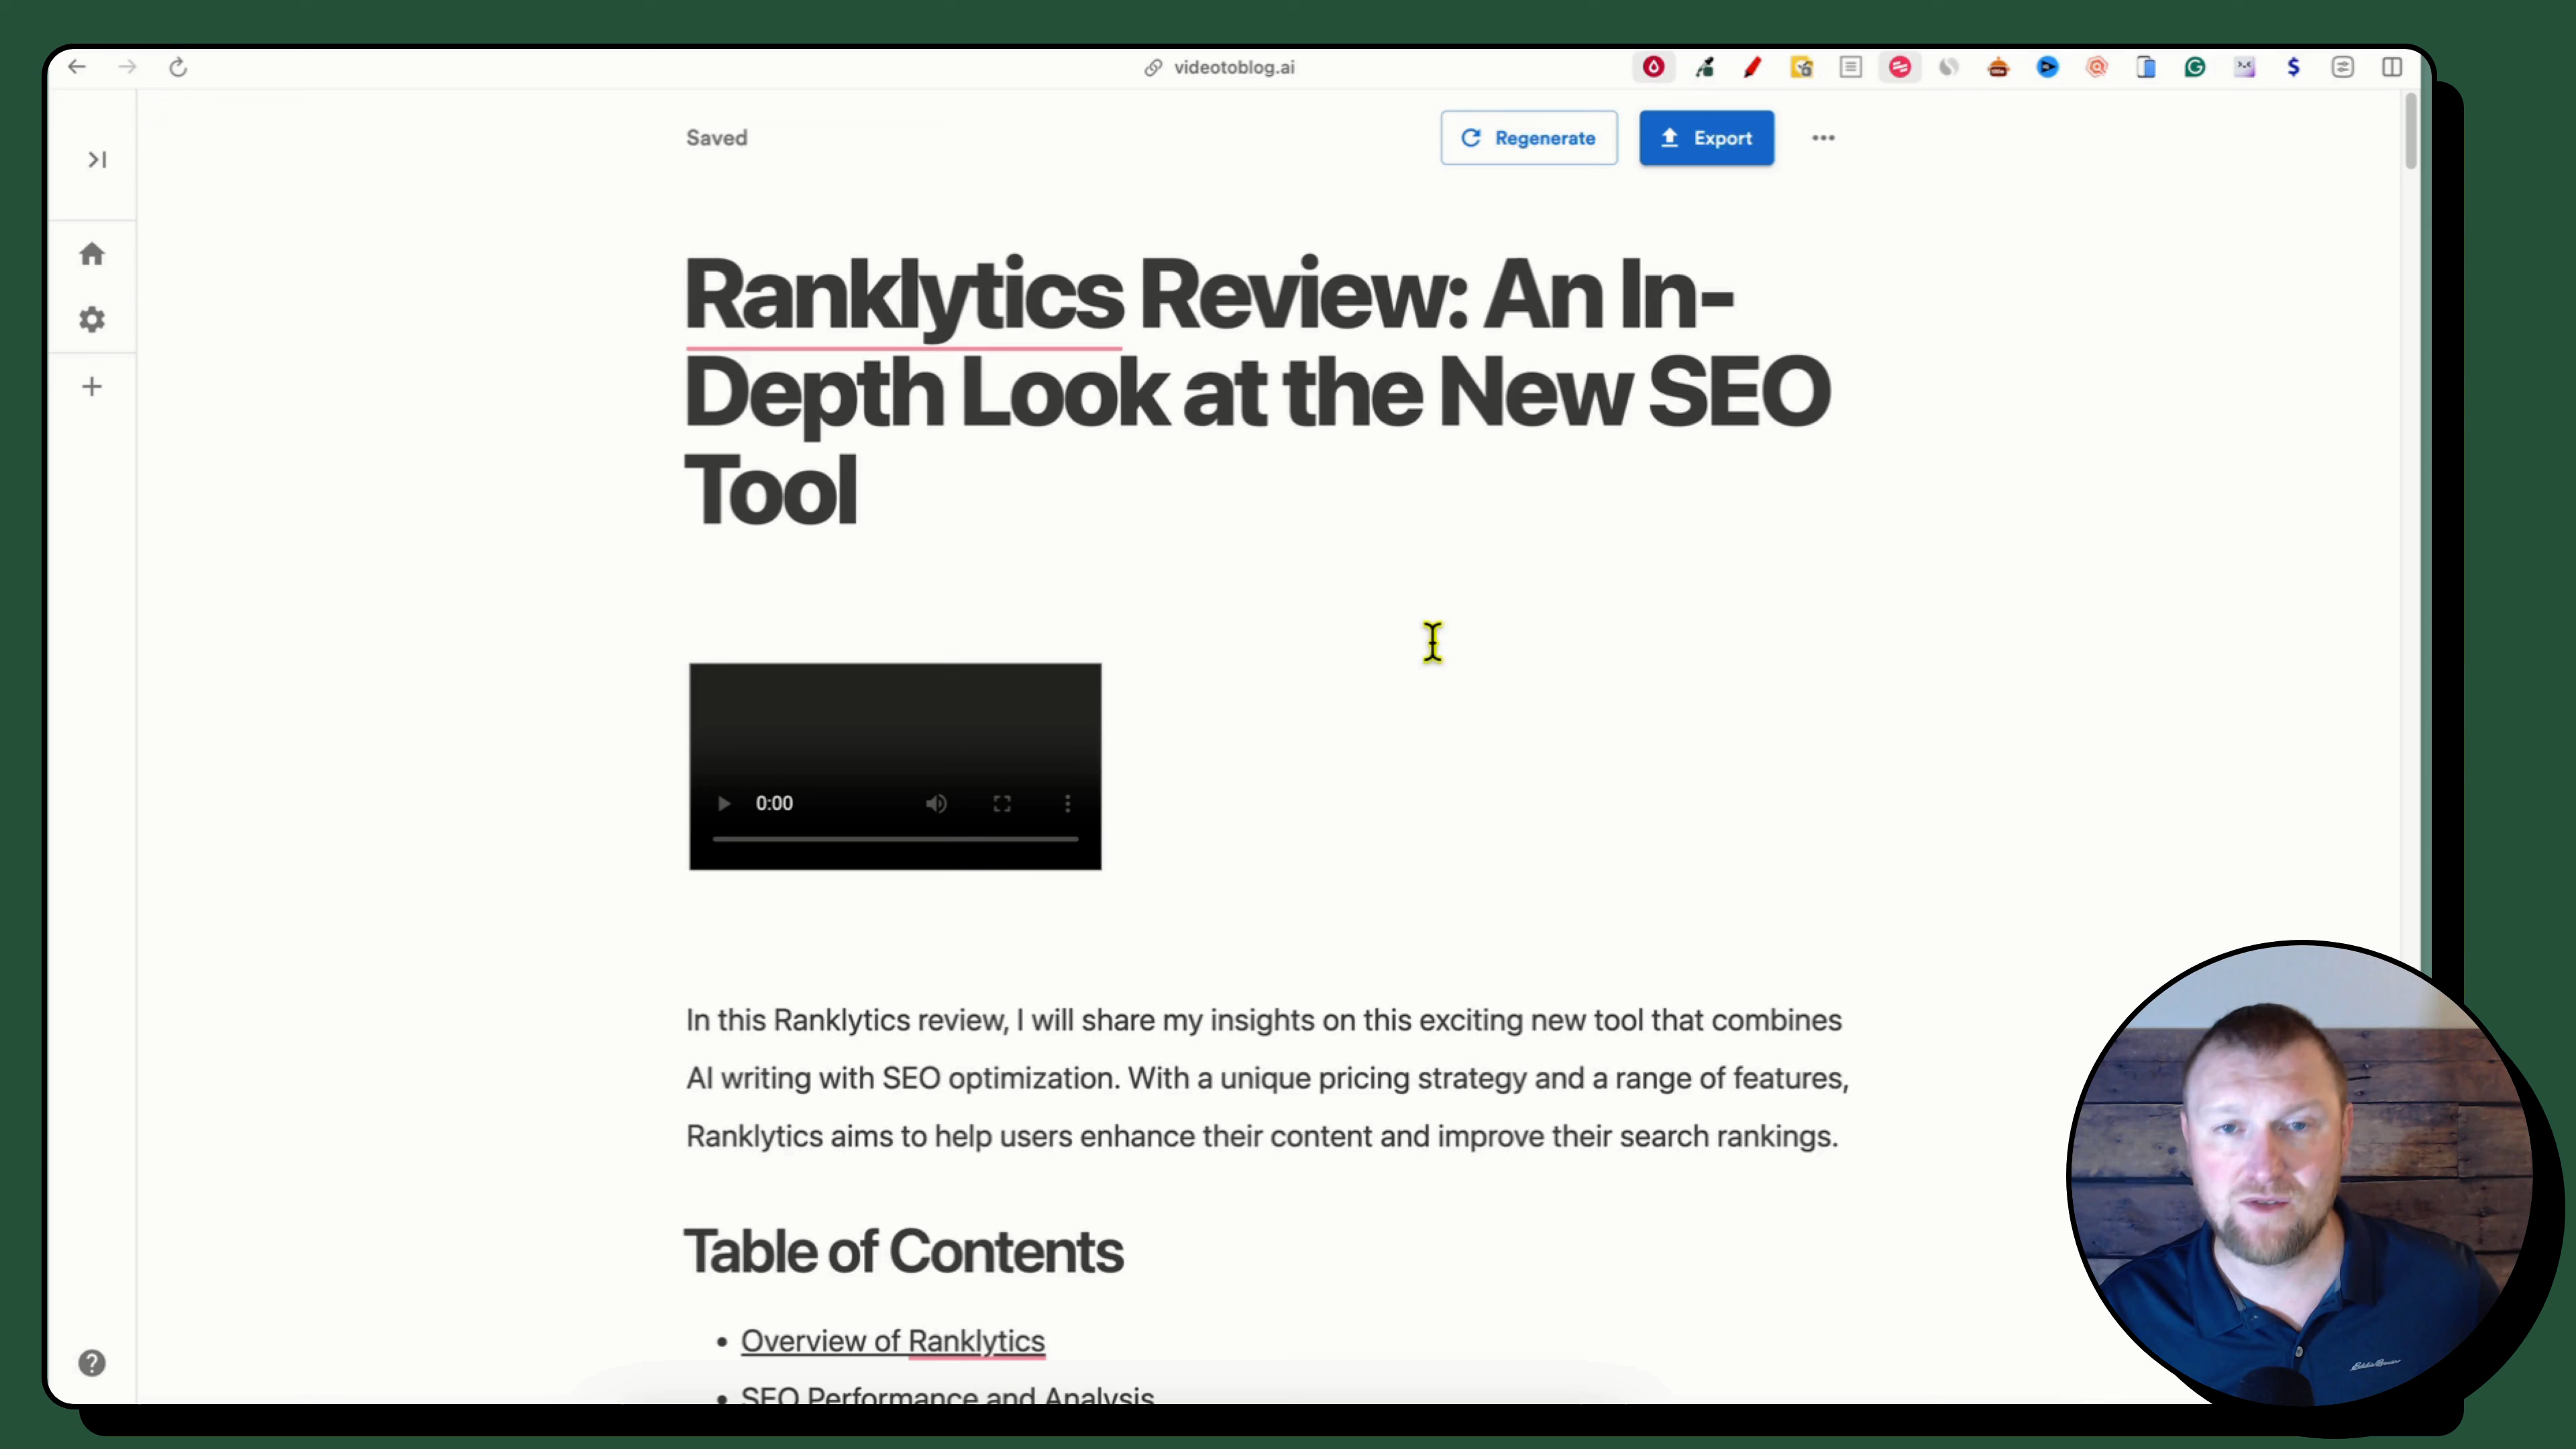 videotoblog.ai
Saved
Regenerate
Export
Ranklytics Review: An In-
Depth Look at the New SEO
Tool
0:00
In this Ranklytics review, I will share my insights on this exciting new tool that combines
AI writing with SEO optimization. With a unique pricing strategy and a range of features,
Ranklytics aims to help users enhance their content and improve their search rankings.
Table of Contents
• Overview of Ranklytics
• SEO Performance and Analysis
Eddie Bauer